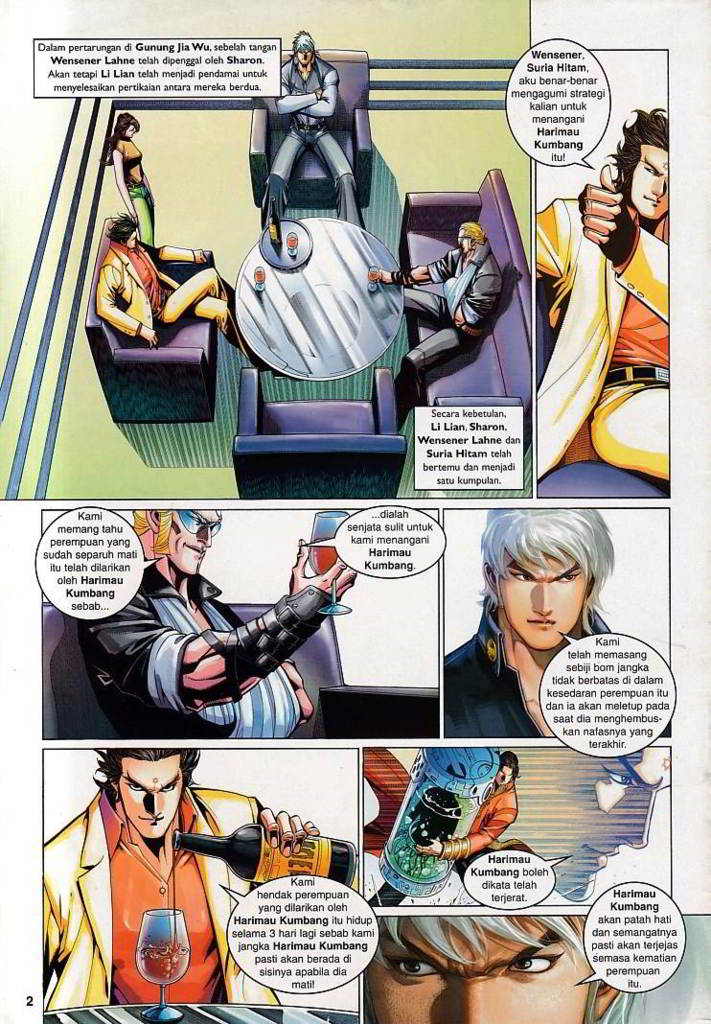 Dalam pertarungan di Gunung Jia Wu, sebelah tangan
Wensener Lahne telah dipenggal oleh Sharon.
Akan tetapi Li Lian telah menjadi pendamai untuk
menyelesaikan pertikaian antara mereka berdua.
Wensener,
Suria Hitam,
aku benar-benar
mengagumi strategi
kalian untuk
menangani
Harimau
Kumbang
itu!
Secara kebetulan,
Li Lian, Sharon,
Wensener Lahne dan
Suria Hitam telah
bertemu dan menjadi
satu kumpulan.
Kami
memang tahu
perempuan yang
sudah separuh mati
itu telah dilarikan
oleh Harimau
Kumbang
sebab...
...dialah
senjata sulit untuk
kami menangani
Harimau
Kumbang.
Kami
telah memasang
sebiji bom jangka
tidak berbatas di dalam
kesedaran perempuan itu
dan ia akan meletup pada
saat dia menghembus-
kan nafasnya yang
terakhir.
Kami
hendak perempuan
yang dilarikan oleh
Harimau Kumbang itu hidup
selama 3 hari lagi sebab kami
jangka Harimau Kumbang
pasti akan berada di
sisinya apabila dia
mati!
Harimau
Kumbang boleh
dikata telah
terjerat.
Harimau
Kumbang
akan patah hati
dan semangatnya
pasti akan terjejas
semasa kematian
perempuan
itu.
2